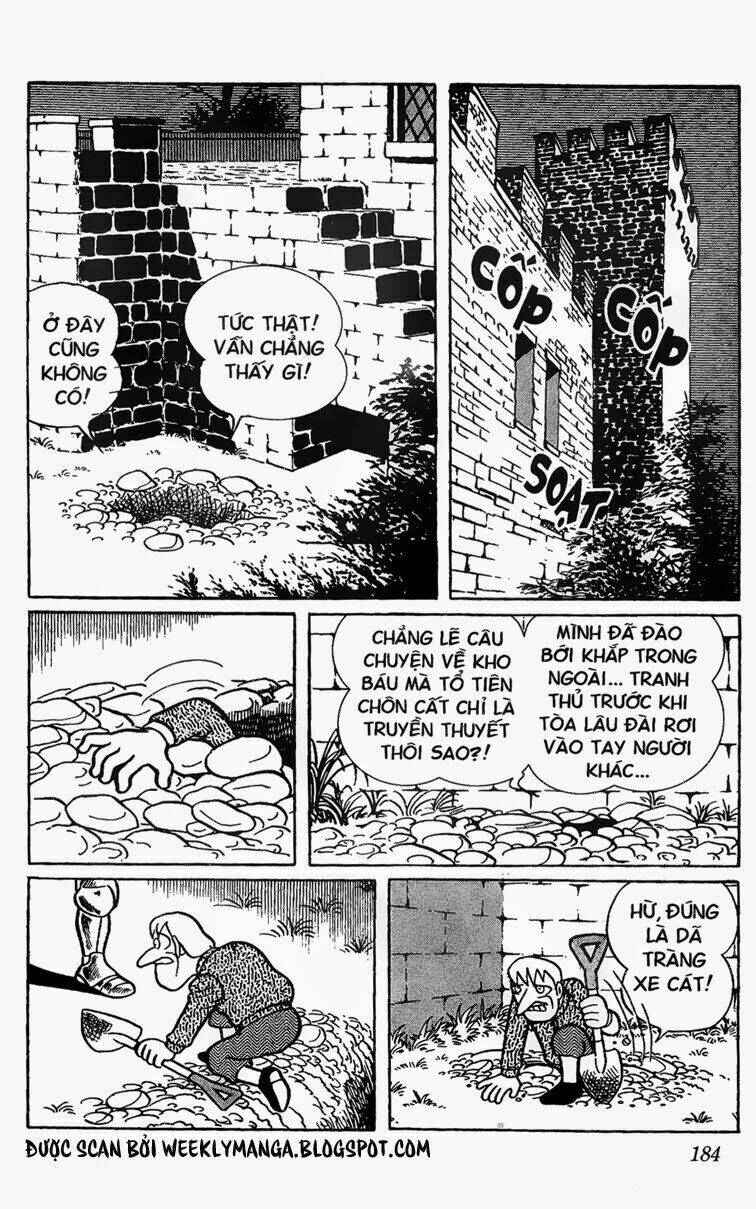 Ở ĐÂY
CŨNG
KHÔNG
CÓ!
TỨC THẬT!
VẪN CHẲNG
THẤY GÌ!
CỐP
CỐP
SOẠT
CHẲNG LẼ CÂU
CHUYỆN VỀ KHO
BÁU MÀ TỔ TIÊN
CHÔN CẤT CHỈ LÀ
TRUYỀN THUYẾT
THÔI SAO?!
MÌNH ĐÃ ĐÀO
BỚI KHẮP TRONG
NGOÀI... TRANH
THỦ TRƯỚC KHI
TÒA LÂU ĐÀI RƠI
VÀO TAY NGƯỜI
KHÁC...
HỪ, ĐÚNG
LÀ DÃ
TRÀNG
XE CÁT!
ĐƯỢC SCAN BỞI WEEKLYMANGA.BLOGSPOT.COM
184